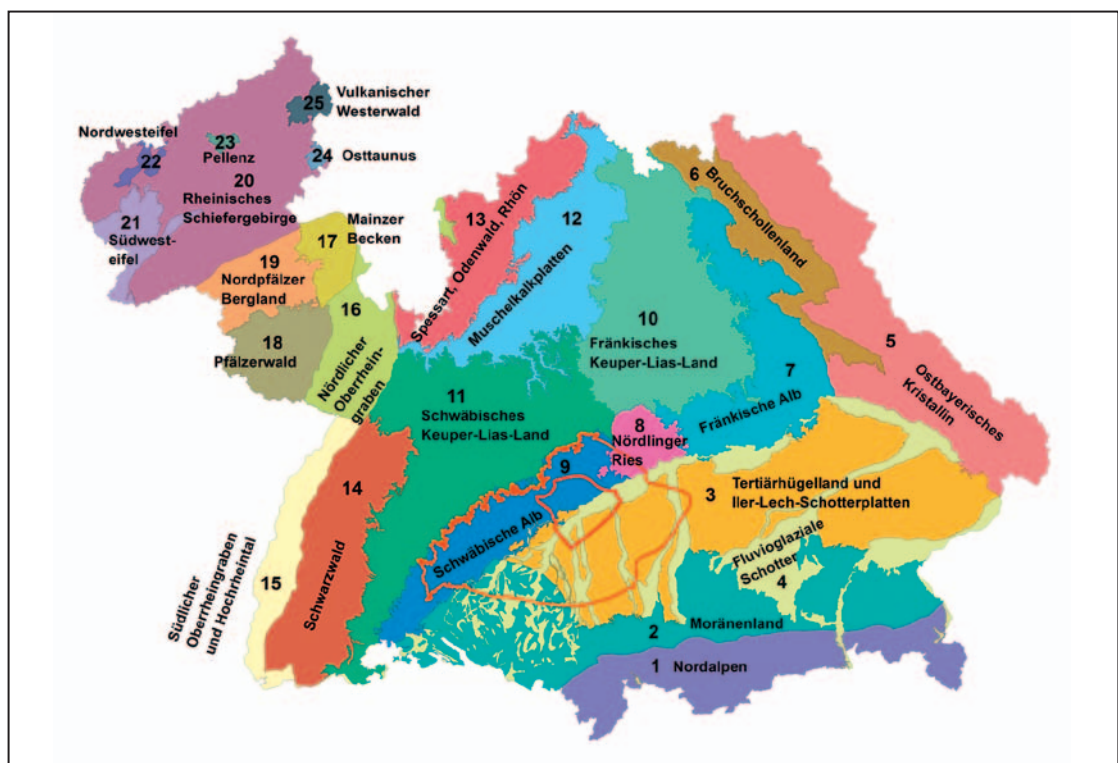 25
Vulkanischer
Westerwald
Nordwesteifel
22
23
Pellenz
24
Osttaunus
20
Rheinisches
Schiefergebirge
21
Südwest-
eifel
Mainzer
Becken
17
19
Nordpfälzer
Bergland
16
Nördlicher
Oberrhein-
graben
18
Pfälzerwald
13
Spessart, Odenwald, Rhön
12
Muschelkalkplatten
6
Bruchschollenland
10
Fränkisches
Keuper-Lias-Land
5
Ostbayerisches
Kristallin
7
Fränkische Alb
11
Schwäbisches
Keuper-Lias-Land
8
Nördlinger
Ries
9
Schwäbische Alb
3
Tertiärhügelland und
Iler-Lech-Schotterplatten
14
Schwarzwald
15
Südlicher
Oberrheingraben
und Hochrheintal
Fluvioglaziale
Schotter
4
2
Moränenland
1
Nordalpen